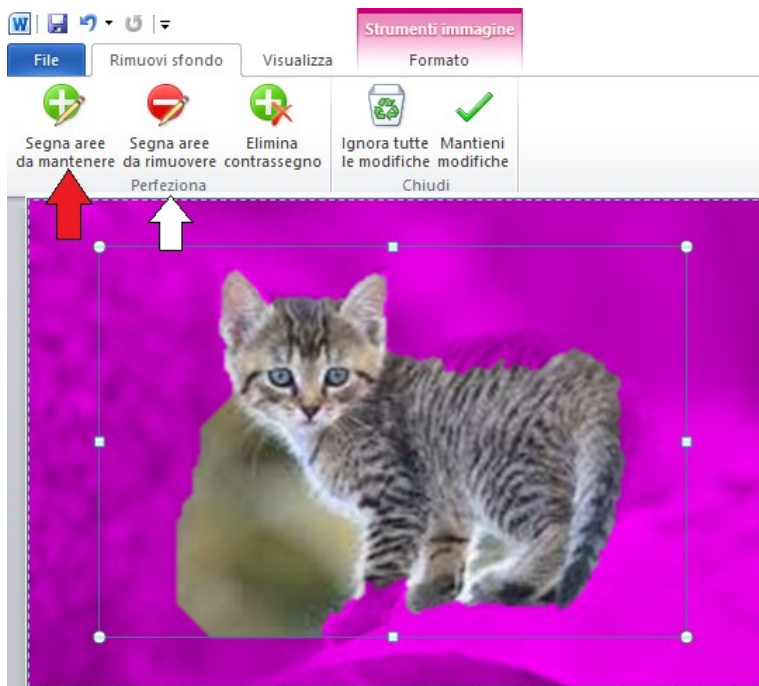 W
Strumenti immagine
File Rimuovi sfondo Visualizza Formato
Segna aree da mantenere
Segna aree da rimuovere
Elimina contrassegno
Ignora tutte le modifiche
Mantieni modifiche
Perfeziona Chiudi